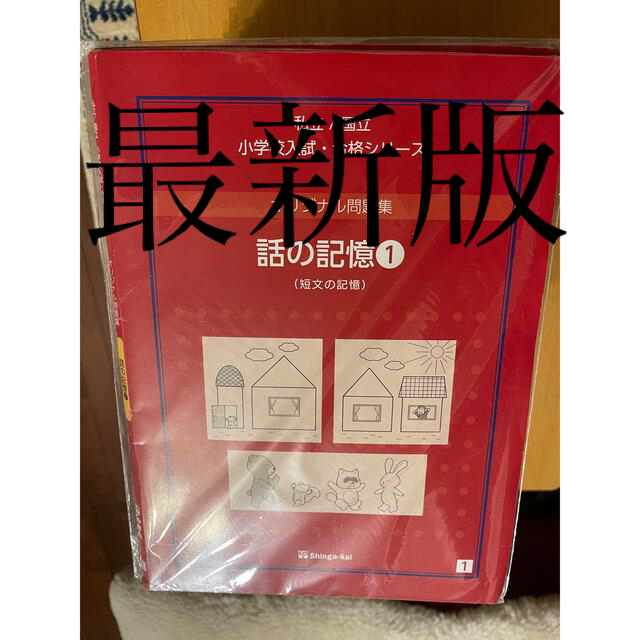 最新版
私立/国立
小学校入試・合格シリーズ
オリジナル問題集
話の記憶①
（短文の記憶）
Shinga-kai
1